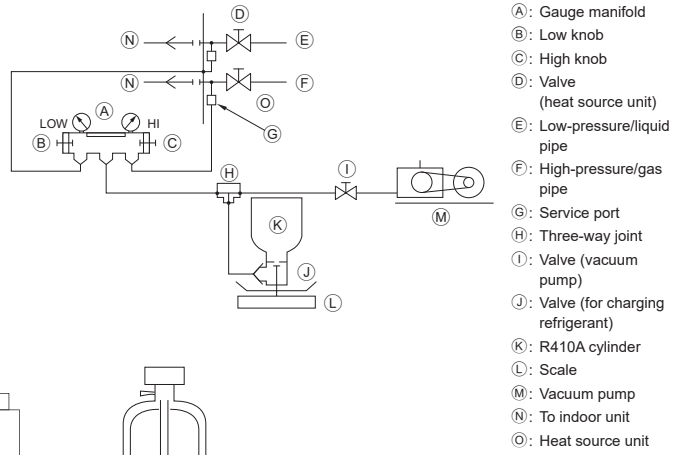 Ⓓ
Ⓝ
Ⓔ
Ⓝ
Ⓕ
Ⓐ
Ⓞ
LOW
HI
Ⓑ
Ⓒ
Ⓖ
Ⓗ
Ⓘ
Ⓚ
Ⓜ
Ⓙ
Ⓛ
Ⓐ: Gauge manifold
Ⓑ: Low knob
Ⓒ: High knob
Ⓓ: Valve
(heat source unit)
Ⓔ: Low-pressure/liquid
pipe
Ⓕ: High-pressure/gas
pipe
Ⓖ: Service port
Ⓗ: Three-way joint
Ⓘ: Valve (vacuum
pump)
Ⓙ: Valve (for charging
refrigerant)
Ⓚ: R410A cylinder
Ⓛ: Scale
Ⓜ: Vacuum pump
Ⓝ: To indoor unit
Ⓞ: Heat source unit